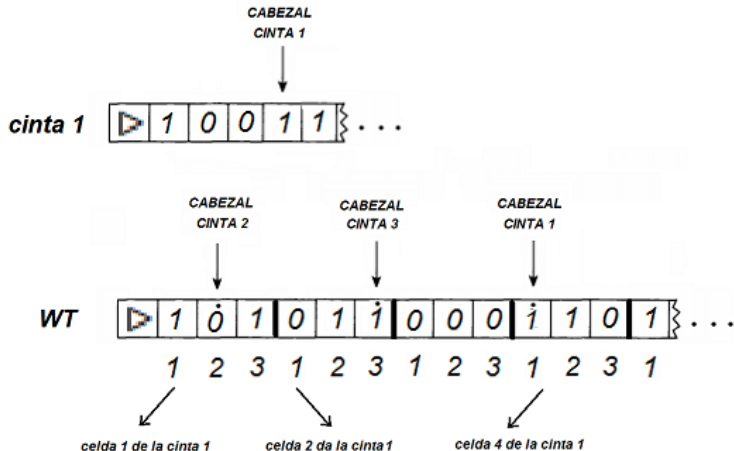 CABEZAL
CINTA 1
cinta 1 1 0 0 1 1 . . .
CABEZAL
CINTA 2
CABEZAL
CINTA 3
CABEZAL
CINTA 1
WT 1 0̇ 1 0 1 1̇ 0 0 0 1̇ 1 0 1 . . .
1 2 3 1 2 3 1 2 3 1 2 3 1
celda 1 de la cinta 1 celda 2 da la cinta1 celda 4 de la cinta 1